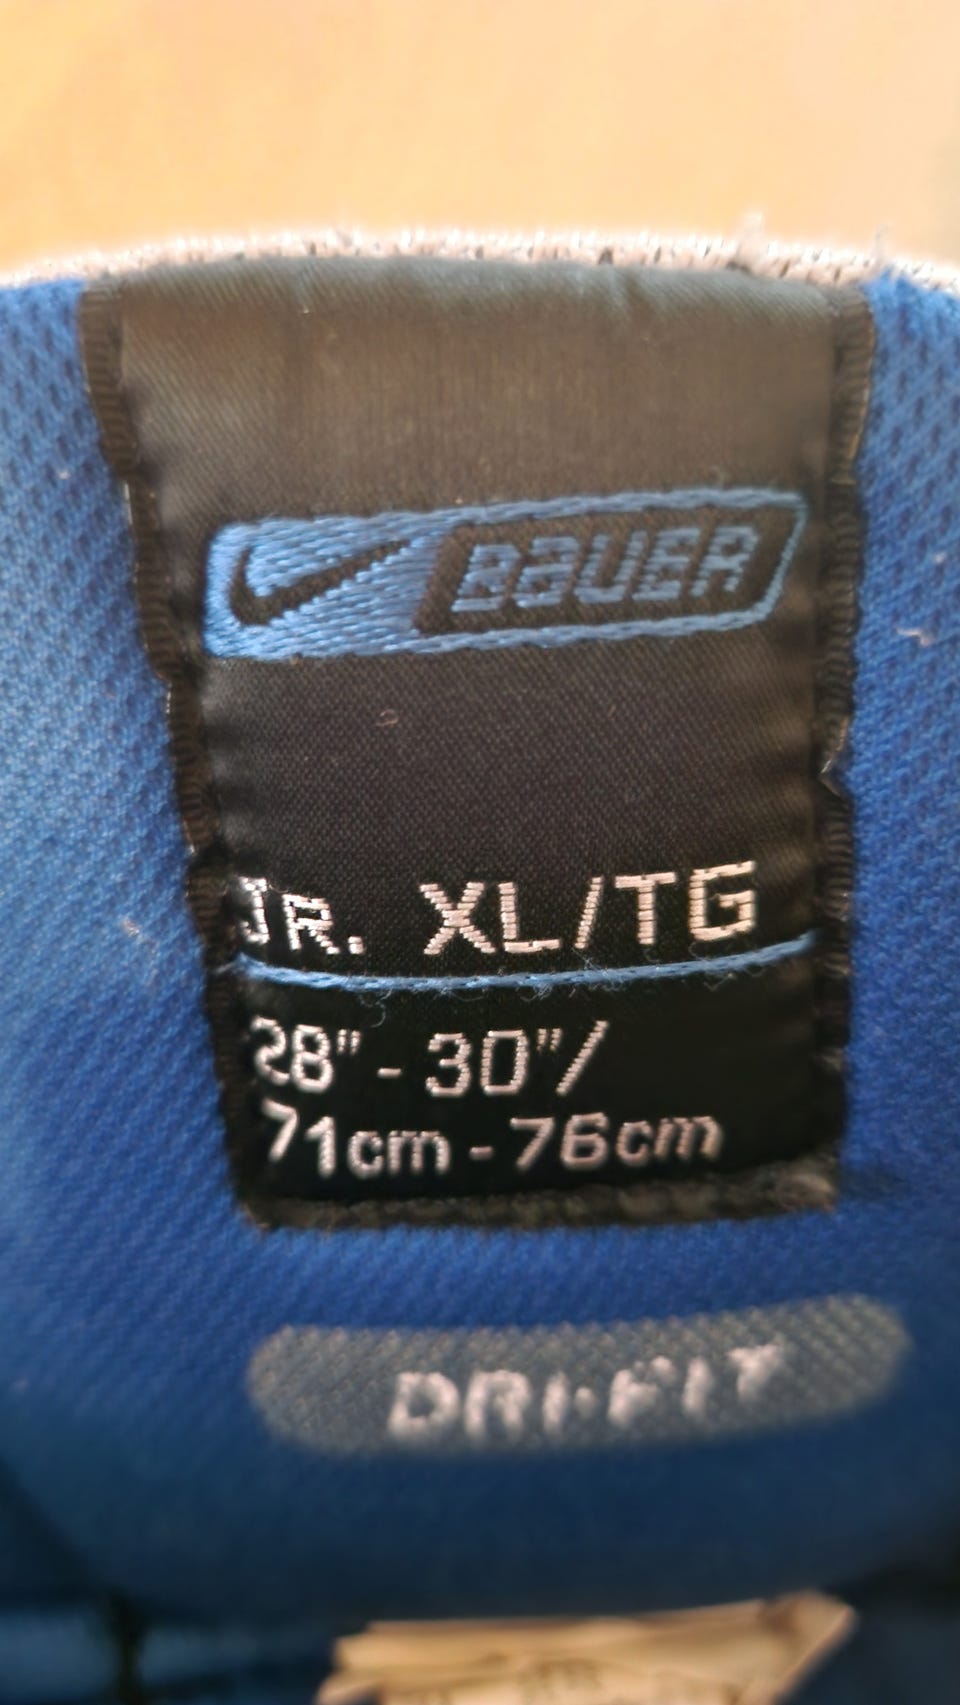 BAUER
JR. XL/TG
28" - 30"/
71cm - 76cm
DRI-FIT